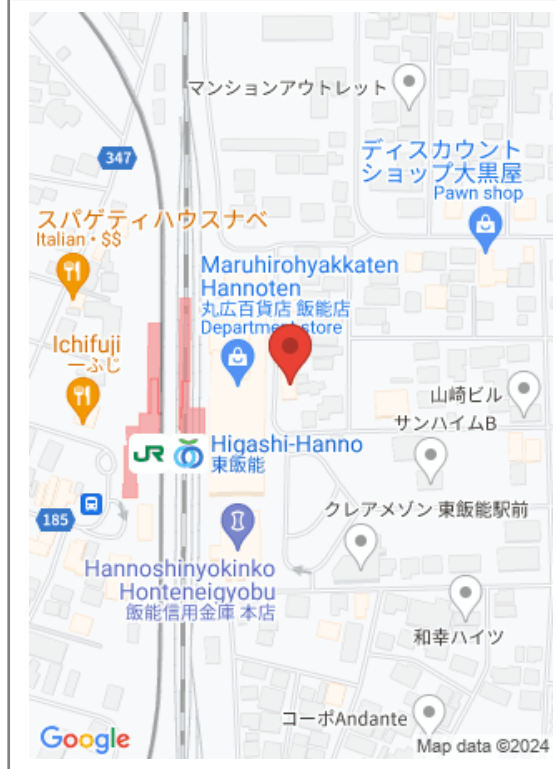 マンションアウトレット
347
ディスカウント
ショップ大黒屋
Pawn shop
スパゲティハウスナベ
Italian・$$
Maruhirohyakkaten
Hannoten
丸広百貨店 飯能店
Department store
Ichifuji
一ふじ
山崎ビル
サンハイムB
JR
Higashi-Hanno
東飯能
185
クレアメゾン 東飯能駅前
Hannoshinyokinko
Honteneigyobu
飯能信用金庫 本店
和幸ハイツ
コーポAndante
Google
Map data ©2024